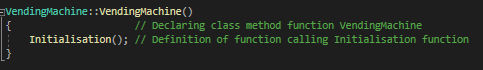 VendingMachine::VendingMachine()
{ // Declaring class method function VendingMachine
Initialisation(); // Definition of function calling Initialisation function
}